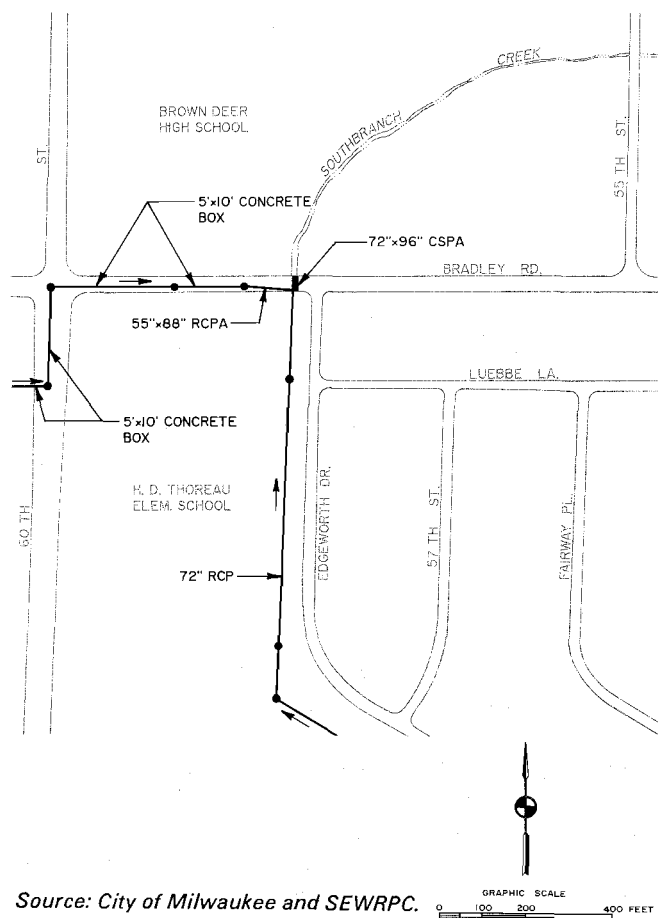 CREEK
SOUTHBRANCH
BROWN DEER
HIGH SCHOOL
ST.
55 TH ST.
5'x10' CONCRETE
BOX
72"x96" CSPA
BRADLEY RD.
55"x88" RCPA
LUEBBE LA.
5'x10' CONCRETE
BOX
H. D. THOREAU
ELEM. SCHOOL
60 TH
EDGEWORTH DR.
57 TH ST.
FAIRWAY PL.
72" RCP
GRAPHIC SCALE
0 100 200 400 FEET
Source: City of Milwaukee and SEWRPC.